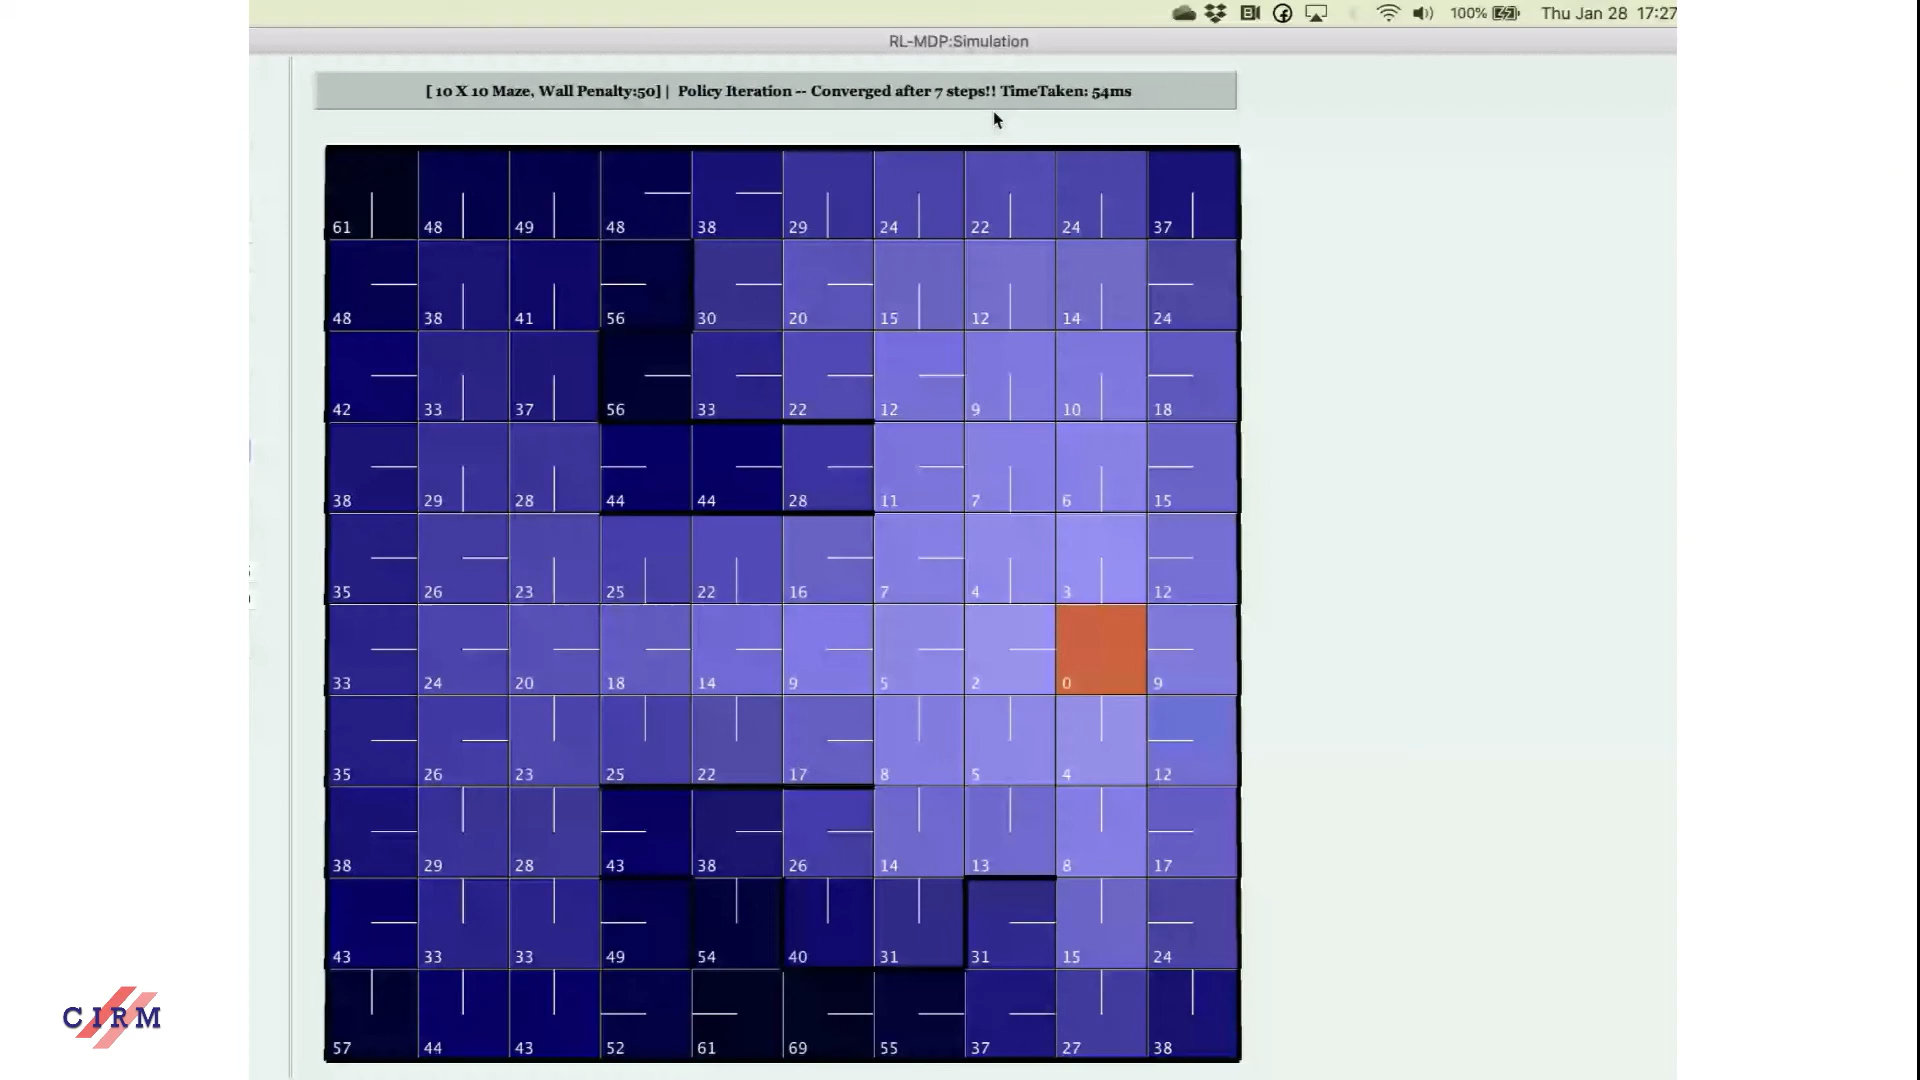 100% Thu Jan 28 17:27
RL-MDP:Simulation
[ 10 X 10 Maze, Wall Penalty:50] | Policy Iteration -- Converged after 7 steps!! TimeTaken: 54ms
61 48 49 48 38 29 24 22 24 37
48 38 41 56 30 20 15 12 14 24
42 33 37 56 33 22 12 9 10 18
38 29 28 44 44 28 11 7 6 15
35 26 23 25 22 16 7 4 3 12
33 24 20 18 14 9 5 2 0 9
35 26 23 25 22 17 8 5 4 12
38 29 28 43 38 26 14 13 8 17
43 33 33 49 54 40 31 31 15 24
57 44 43 52 61 69 55 37 27 38
CIRM